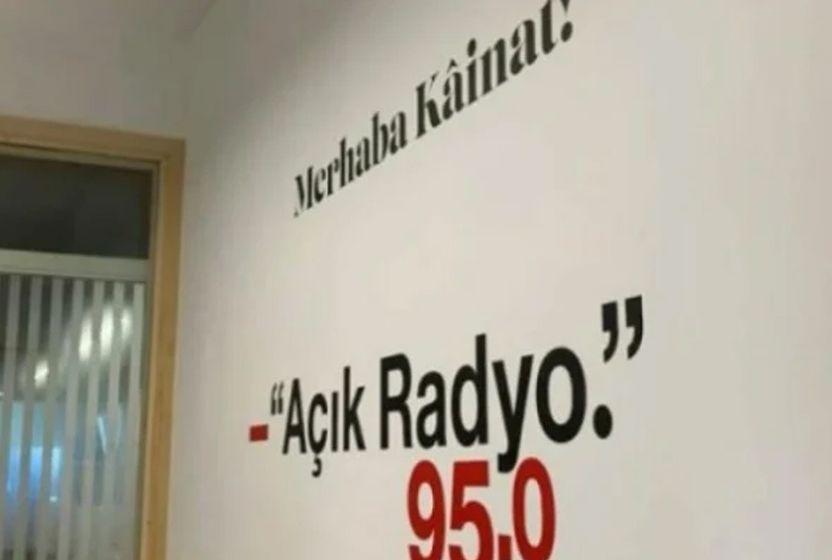 Merhaba Kâinat!
-“Açık Radyo.”
95.0